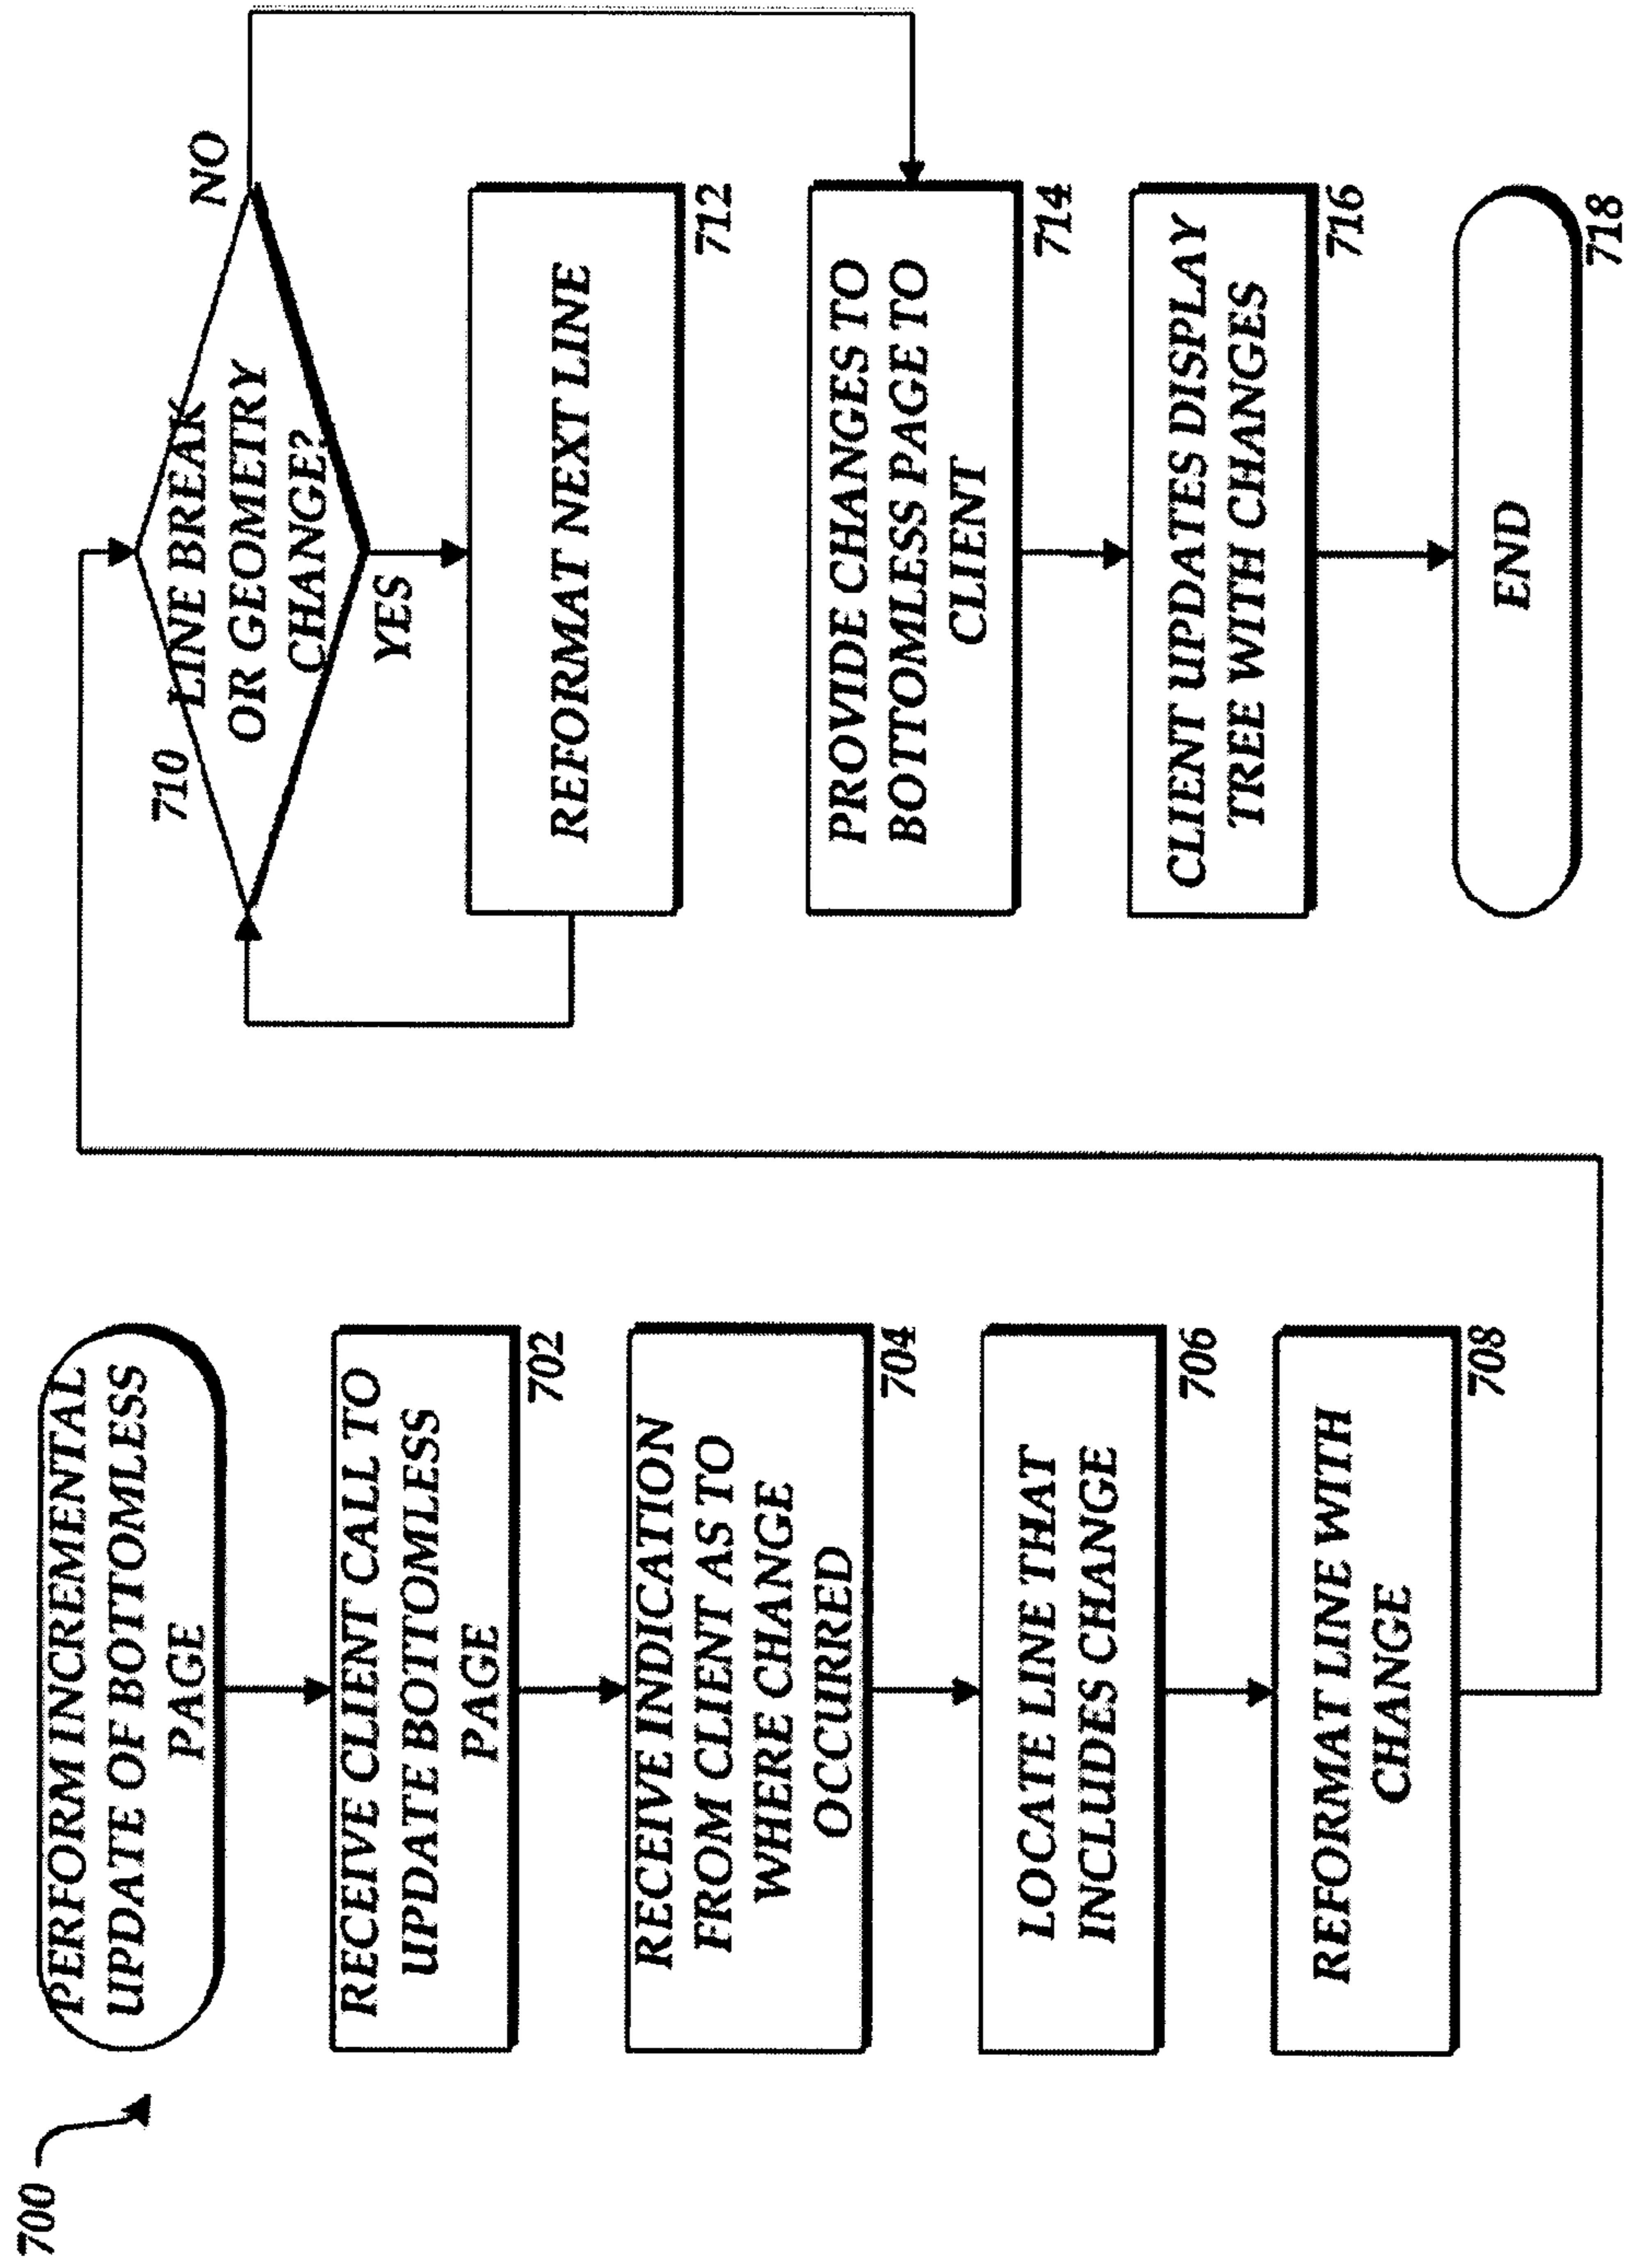 700
PERFORM INCREMENTAL
UPDATE OF BOTTOMLESS
PAGE
RECEIVE CLIENT CALL TO
UPDATE BOTTOMLESS
PAGE
702
RECEIVE INDICATION
FROM CLIENT AS TO
WHERE CHANGE
OCCURRED
704
LOCATE LINE THAT
INCLUDES CHANGE
706
REFORMAT LINE WITH
CHANGE
708
710
LINE BREAK
OR GEOMETRY
CHANGE?
NO
YES
REFORMAT NEXT LINE
712
PROVIDE CHANGES TO
BOTTOMLESS PAGE TO
CLIENT
714
CLIENT UPDATES DISPLAY
TREE WITH CHANGES
716
END
718